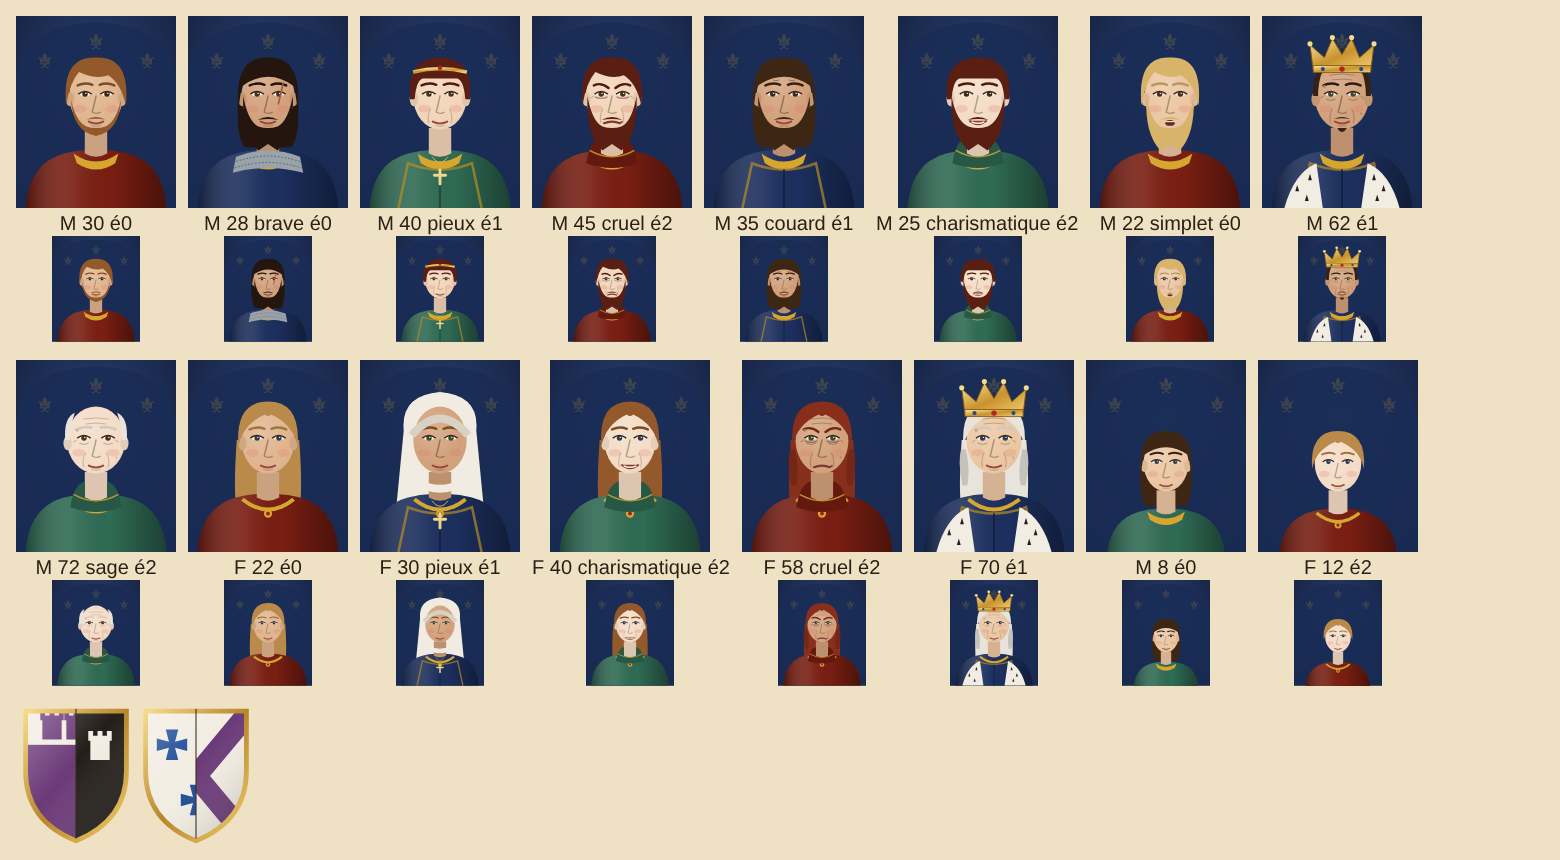 M 30 é0
M 28 brave é0
M 40 pieux é1
M 45 cruel é2
M 35 couard é1
M 25 charismatique é2
M 22 simplet é0
M 62 é1
M 72 sage é2
F 22 é0
F 30 pieux é1
F 40 charismatique é2
F 58 cruel é2
F 70 é1
M 8 é0
F 12 é2